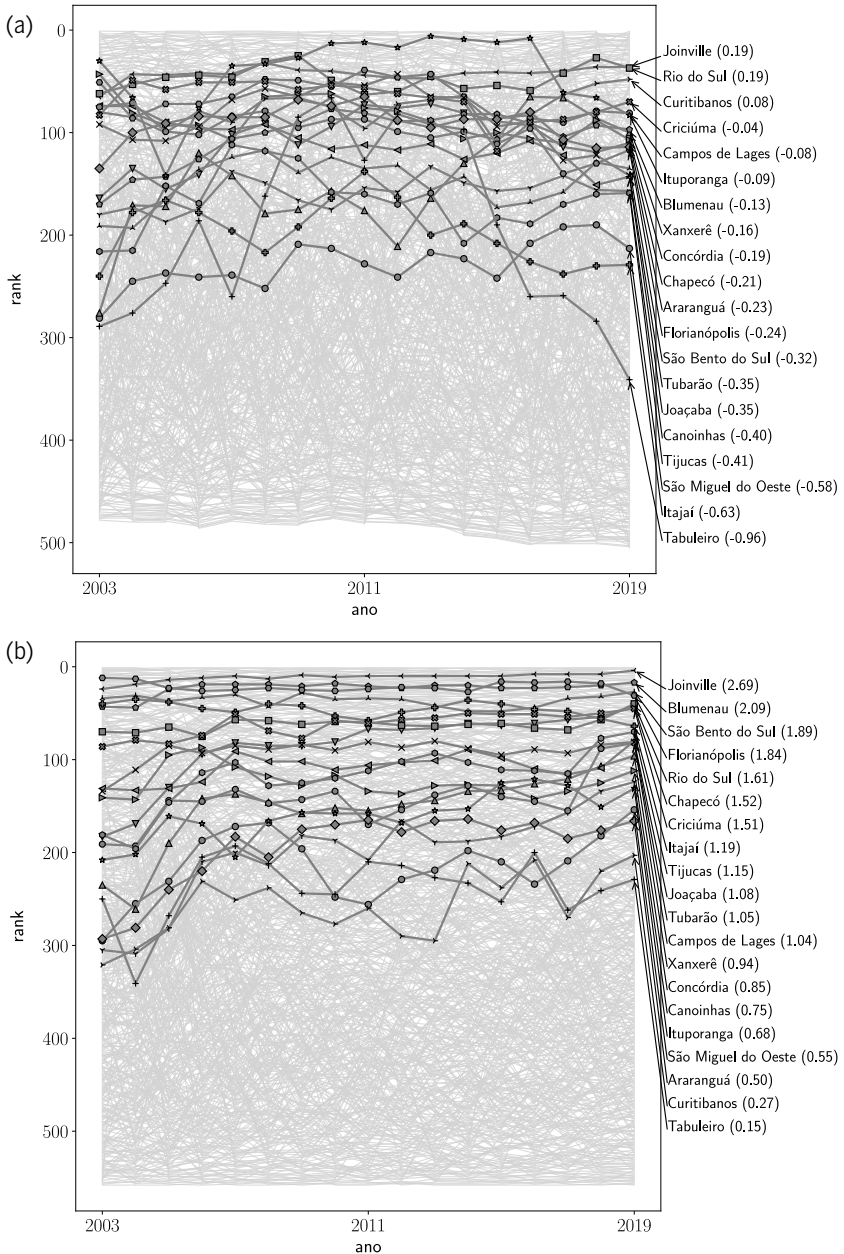 (a)
0
100
200
300
400
500
rank
2003
2011
2019
ano
Joinville (0.19)
Rio do Sul (0.19)
Curitibanos (0.08)
Criciúma (-0.04)
Campos de Lages (-0.08)
Ituporanga (-0.09)
Blumenau (-0.13)
Xanxerê (-0.16)
Concórdia (-0.19)
Chapecó (-0.21)
Araranguá (-0.23)
Florianópolis (-0.24)
São Bento do Sul (-0.32)
Tubarão (-0.35)
Joaçaba (-0.35)
Canoinhas (-0.40)
Tijucas (-0.41)
São Miguel do Oeste (-0.58)
Itajaí (-0.63)
Tabuleiro (-0.96)
(b)
0
100
200
300
400
500
rank
2003
2011
2019
ano
Joinville (2.69)
Blumenau (2.09)
São Bento do Sul (1.89)
Florianópolis (1.84)
Rio do Sul (1.61)
Chapecó (1.52)
Criciúma (1.51)
Itajaí (1.19)
Tijucas (1.15)
Joaçaba (1.08)
Tubarão (1.05)
Campos de Lages (1.04)
Xanxerê (0.94)
Concórdia (0.85)
Canoinhas (0.75)
Ituporanga (0.68)
São Miguel do Oeste (0.55)
Araranguá (0.50)
Curitibanos (0.27)
Tabuleiro (0.15)